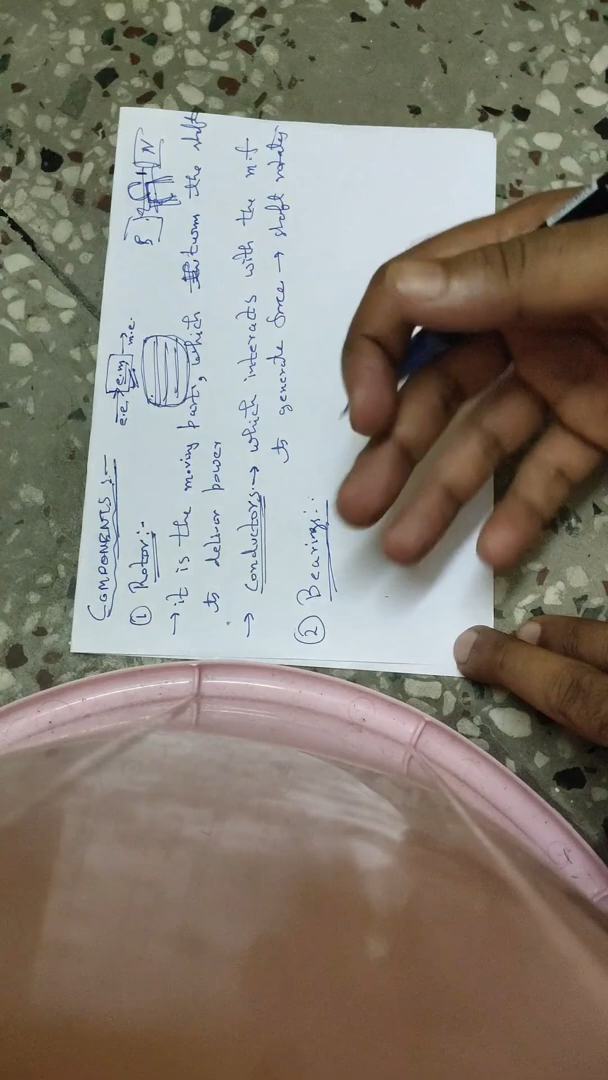 COMPONENTS :-
e.e. → e.m → m.e.
S N
① Rotor :-
→ it is the moving part, which turn the shaft
to deliver power
→ Conductors → which interacts with the m.f
to generate force → shaft rotates
② Bearing :-